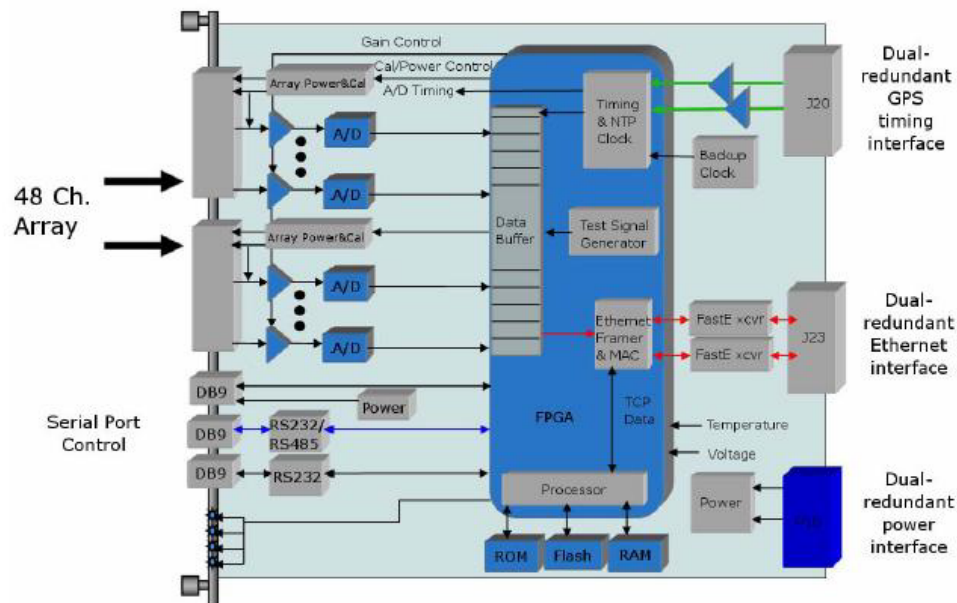 Gain Control
Cal/Power Control
Array Power&Cal
A/D Timing
A/D
A/D
48 Ch.
Array
Array Power&Cal
A/D
A/D
DB9
Power
Serial Port
Control
DB9
RS232/
RS485
DB9
RS232
Timing
& NTP
Clock
Backup
Clock
Data
Buffer
Test Signal
Generator
Ethernet
Framer
& MAC
FastE xcvr
FastE xcvr
TCP
Data
FPGA
Temperature
Voltage
Processor
Power
ROM
Flash
RAM
J20
Dual-
redundant
GPS
timing
interface
J23
Dual-
redundant
Ethernet
interface
Dual-
redundant
power
interface